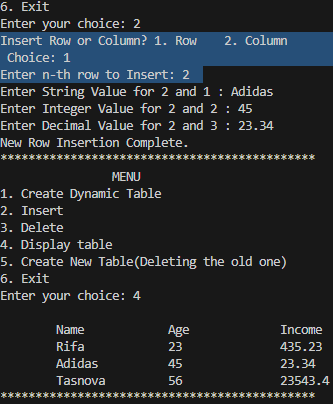 6. Exit
Enter your choice: 2
Insert Row or Column? 1. Row    2. Column
 Choice: 1
Enter n-th row to Insert: 2
Enter String Value for 2 and 1 : Adidas
Enter Integer Value for 2 and 2 : 45
Enter Decimal Value for 2 and 3 : 23.34
New Row Insertion Complete.
*********************************************
                MENU
1. Create Dynamic Table
2. Insert
3. Delete
4. Display table
5. Create New Table(Deleting the old one)
6. Exit
Enter your choice: 4
        Name            Age             Income
        Rifa            23              435.23
        Adidas          45              23.34
        Tasnova         56              23543.4
*********************************************